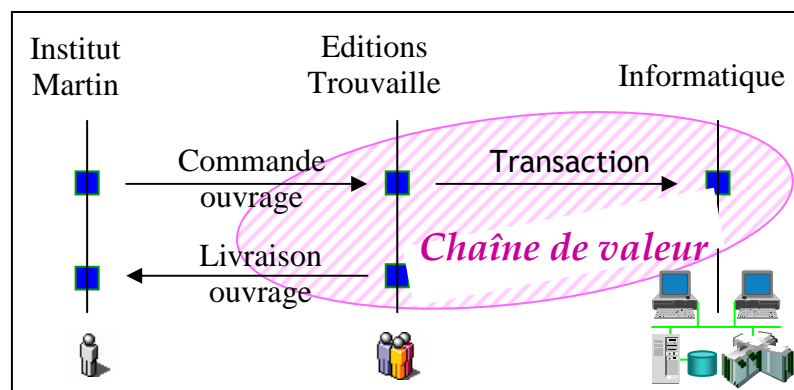 Institut
Martin
Editions
Trouvaille
Informatique
Commande
ouvrage
Transaction
Livraison
ouvrage
Chaîne de valeur